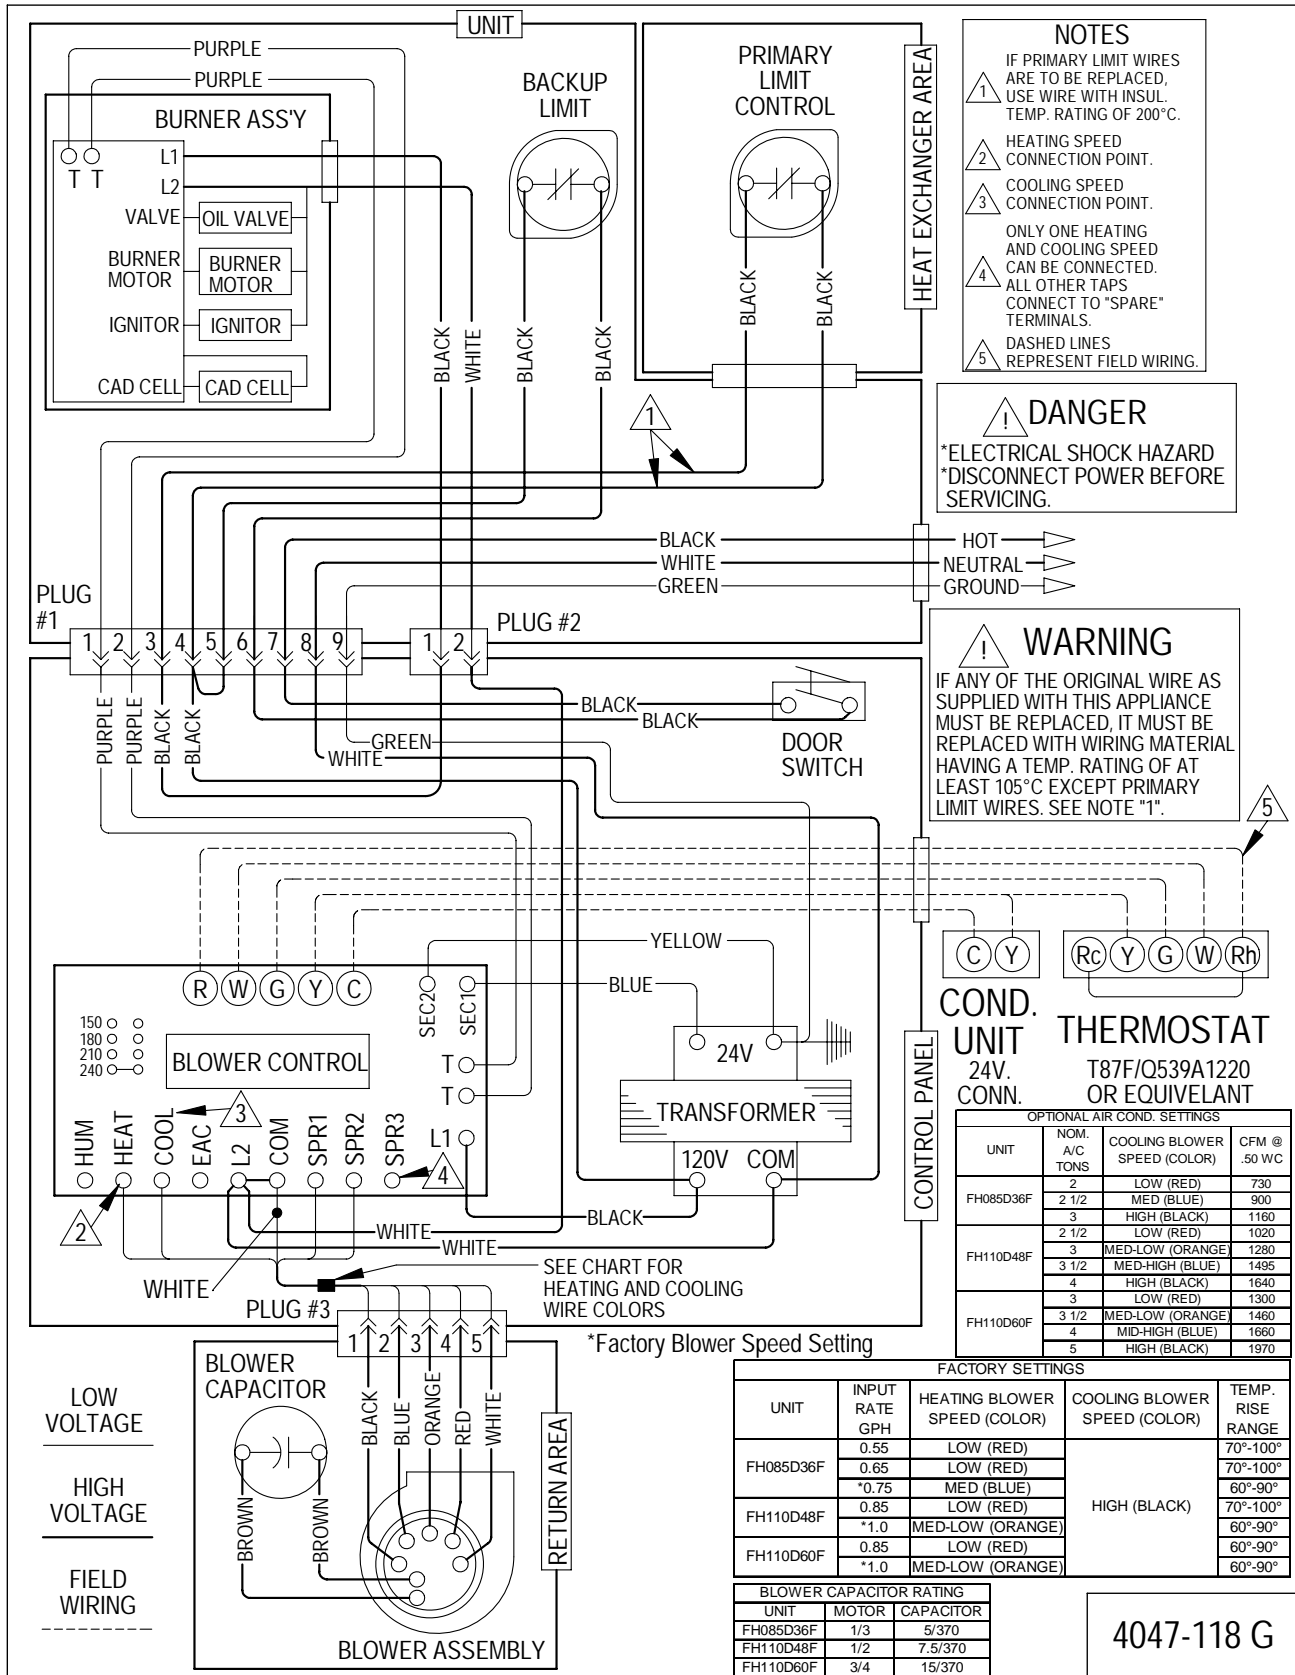 UNIT
PURPLE
PURPLE
BURNER ASS'Y
T T
L1
L2
VALVE
OIL VALVE
BURNER
MOTOR
BURNER
MOTOR
IGNITOR
IGNITOR
CAD CELL
CAD CELL
BACKUP
LIMIT
PRIMARY
LIMIT
CONTROL
HEAT EXCHANGER AREA
BLACK
WHITE
BLACK
BLACK
BLACK
BLACK
1
NOTES
1
IF PRIMARY LIMIT WIRES
ARE TO BE REPLACED,
USE WIRE WITH INSUL.
TEMP. RATING OF 200°C.
2
HEATING SPEED
CONNECTION POINT.
3
COOLING SPEED
CONNECTION POINT.
4
ONLY ONE HEATING
AND COOLING SPEED
CAN BE CONNECTED.
ALL OTHER TAPS
CONNECT TO "SPARE"
TERMINALS.
5
DASHED LINES
REPRESENT FIELD WIRING.
! DANGER
*ELECTRICAL SHOCK HAZARD
*DISCONNECT POWER BEFORE
SERVICING.
BLACK HOT
WHITE NEUTRAL
GREEN GROUND
PLUG
#1
1 2 3 4 5 6 7 8 9
1 2
PLUG #2
! WARNING
IF ANY OF THE ORIGINAL WIRE AS
SUPPLIED WITH THIS APPLIANCE
MUST BE REPLACED, IT MUST BE
REPLACED WITH WIRING MATERIAL
HAVING A TEMP. RATING OF AT
LEAST 105°C EXCEPT PRIMARY
LIMIT WIRES. SEE NOTE "1".
PURPLE
PURPLE
BLACK
BLACK
BLACK
BLACK
GREEN
WHITE
DOOR
SWITCH
5
YELLOW
BLUE
R W G Y C
SEC2
SEC1
150
180
210
240
BLOWER CONTROL
T
T
L1
HUM
HEAT
COOL
EAC
L2
COM
SPR1
SPR2
SPR3
2
3
4
24V
TRANSFORMER
120V COM
CONTROL PANEL
C Y
COND.
UNIT
24V.
CONN.
Rc Y G W Rh
THERMOSTAT
T87F/Q539A1220
OR EQUIVELANT
BLACK
WHITE
WHITE
WHITE
SEE CHART FOR
HEATING AND COOLING
WIRE COLORS
PLUG #3
1 2 3 4 5
OPTIONAL AIR COND. SETTINGS
UNIT NOM. A/C TONS COOLING BLOWER SPEED (COLOR) CFM @ .50 WC
FH085D36F 2 LOW (RED) 730
2 1/2 MED (BLUE) 900
3 HIGH (BLACK) 1160
FH110D48F 2 1/2 LOW (RED) 1020
3 MED-LOW (ORANGE) 1280
3 1/2 MED-HIGH (BLUE) 1495
4 HIGH (BLACK) 1640
FH110D60F 3 LOW (RED) 1300
3 1/2 MED-LOW (ORANGE) 1460
4 MID-HIGH (BLUE) 1660
5 HIGH (BLACK) 1970
*Factory Blower Speed Setting
FACTORY SETTINGS
UNIT INPUT RATE GPH HEATING BLOWER SPEED (COLOR) COOLING BLOWER SPEED (COLOR) TEMP. RISE RANGE
FH085D36F 0.55 LOW (RED) HIGH (BLACK) 70°-100°
0.65 LOW (RED) 70°-100°
*0.75 MED (BLUE) 60°-90°
FH110D48F 0.85 LOW (RED) 70°-100°
*1.0 MED-LOW (ORANGE) 60°-90°
FH110D60F 0.85 LOW (RED) 60°-90°
*1.0 MED-LOW (ORANGE) 60°-90°
LOW
VOLTAGE
HIGH
VOLTAGE
FIELD
WIRING
BLOWER
CAPACITOR
BROWN
BROWN
BLACK
BLUE
ORANGE
RED
WHITE
RETURN AREA
BLOWER ASSEMBLY
BLOWER CAPACITOR RATING
UNIT MOTOR CAPACITOR
FH085D36F 1/3 5/370
FH110D48F 1/2 7.5/370
FH110D60F 3/4 15/370
4047-118 G